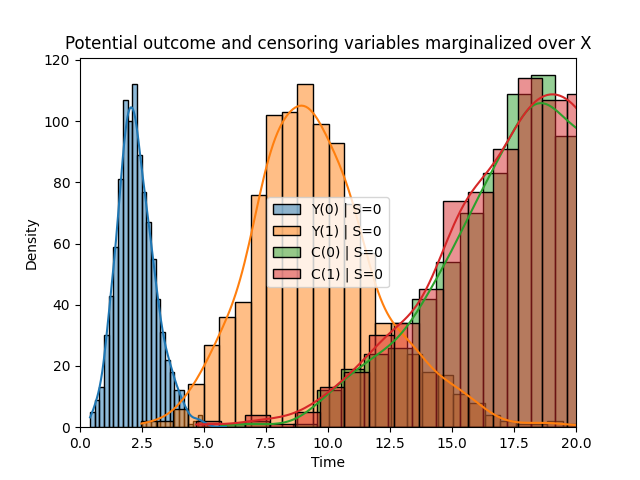 Potential outcome and censoring variables marginalized over X
120
100
80
60
40
20
0
Density
Y(0) | S=0
Y(1) | S=0
C(0) | S=0
C(1) | S=0
0.0 2.5 5.0 7.5 10.0 12.5 15.0 17.5 20.0
Time